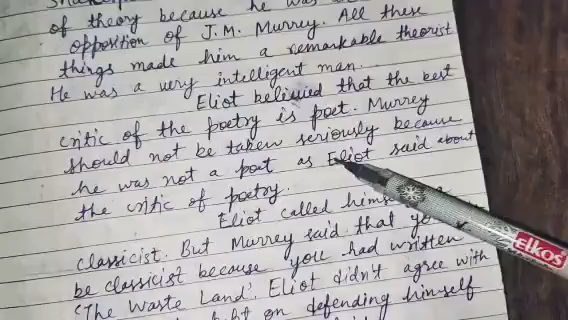 of theory because he was
opposition of J.M. Murrey. All these
things made him a remarkable theorist
He was a very intelligent man.
Eliot believed that the best
critic of the poetry is poet. Murrey
should not be taken seriously because
he was not a poet as Eliot said about
the critic of poetry.
Eliot called
classicist. But Murrey said that
be classicist because you had written
'The Waste Land'. Eliot didn't agree with
on defending himself
elkos